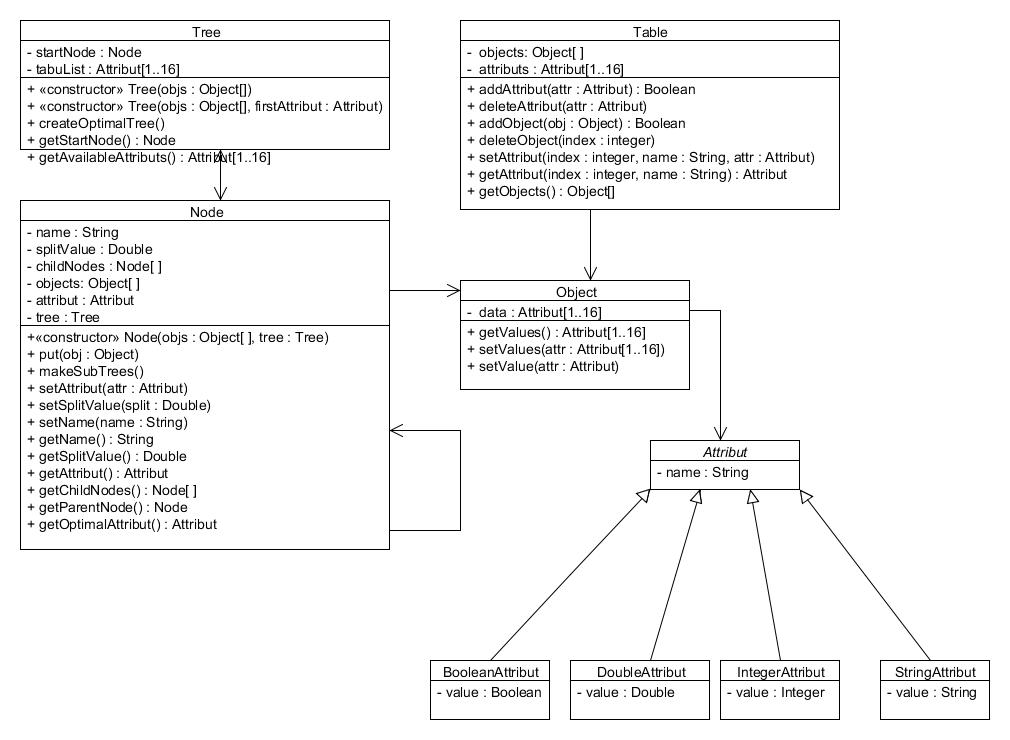 Tree
- startNode : Node
- tabuList : Attribut[1..16]
+ «constructor» Tree(objs : Object[])
+ «constructor» Tree(objs : Object[], firstAttribut : Attribut)
+ createOptimalTree()
+ getStartNode() : Node
+ getAvailableAttributs() : Attribut[1..16]
Table
- objects: Object[ ]
- attributs : Attribut[1..16]
+ addAttribut(attr : Attribut) : Boolean
+ deleteAttribut(attr : Attribut)
+ addObject(obj : Object) : Boolean
+ deleteObject(index : integer)
+ setAttribut(index : integer, name : String, attr : Attribut)
+ getAttribut(index : integer, name : String) : Attribut
+ getObjects() : Object[]
Node
- name : String
- splitValue : Double
- childNodes : Node[ ]
- objects: Object[ ]
- attribut : Attribut
- tree : Tree
+«constructor» Node(objs : Object[ ], tree : Tree)
+ put(obj : Object)
+ makeSubTrees()
+ setAttribut(attr : Attribut)
+ setSplitValue(split : Double)
+ setName(name : String)
+ getName() : String
+ getSplitValue() : Double
+ getAttribut() : Attribut
+ getChildNodes() : Node[ ]
+ getParentNode() : Node
+ getOptimalAttribut() : Attribut
Object
- data : Attribut[1..16]
+ getValues() : Attribut[1..16]
+ setValues(attr : Attribut[1..16])
+ setValue(attr : Attribut)
Attribut
- name : String
BooleanAttribut
- value : Boolean
DoubleAttribut
- value : Double
IntegerAttribut
- value : Integer
StringAttribut
- value : String